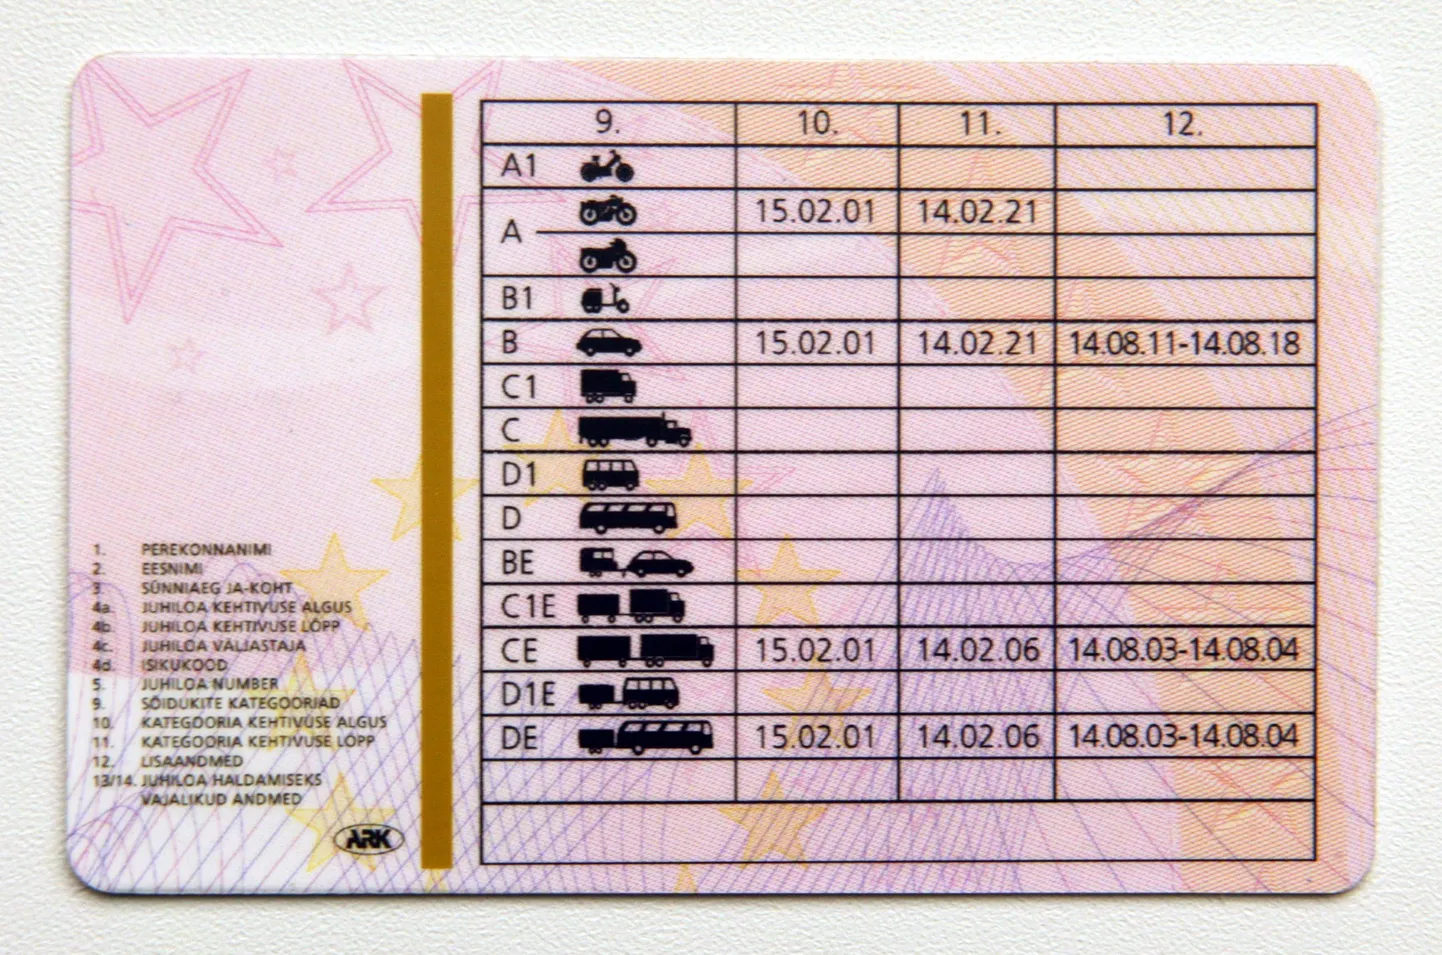 9. 10. 11. 12.
A1
A 15.02.01 14.02.21
B1
B 15.02.01 14.02.21 14.08.11-14.08.18
C1
C
D1
D
BE
C1E
CE 15.02.01 14.02.06 14.08.03-14.08.04
D1E
DE 15.02.01 14.02.06 14.08.03-14.08.04
1. PEREKONNANIMI
2. EESNIMI
3. SÜNNIAEG JA-KOHT
4a. JUHILOA KEHTIVUSE ALGUS
4b. JUHILOA KEHTIVUSE LÕPP
4c. JUHILOA VÄLJASTAJA
4d. ISIKUKOOD
5. JUHILOA NUMBER
9. SÕIDUKITE KATEGOORIAD
10. KATEGOORIA KEHTIVUSE ALGUS
11. KATEGOORIA KEHTIVUSE LÕPP
12. LISAANDMED
13/14. JUHILOA HALDAMISEKS
VAJALIKUD ANDMED
ARK